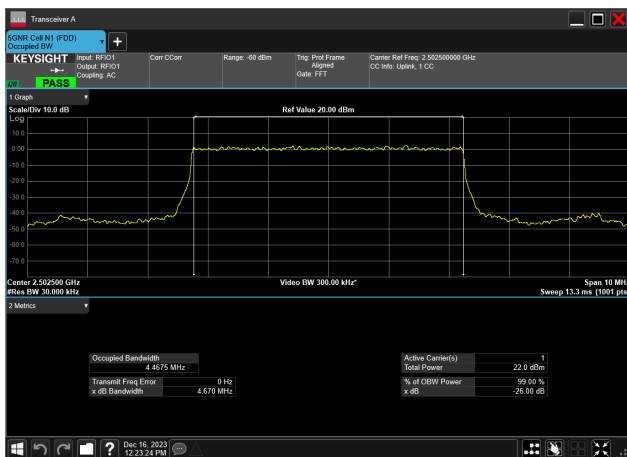 Transceiver A
5GNR Cell N1 (FDD)
Occupied BW
KEYSIGHT
PASS
Input: RFIO1
Output: RFIO1
Coupling: AC
Corr CCorr
Range: -60 dBm
Trig: Prot Frame
Aligned
Gate: FFT
Carrier Ref Freq: 2.502500000 GHz
CC Info: Uplink, 1 CC
1 Graph
Scale/Div 10.0 dB
Ref Value 20.00 dBm
Log
10.0
0.00
-10.0
-20.0
-30.0
-40.0
-50.0
-60.0
-70.0
Center 2.502500 GHz
Video BW 300.00 kHz*
Span 10 MHz
#Res BW 30.000 kHz
Sweep 13.3 ms (1001 pts
2 Metrics
Occupied Bandwidth
4.4675 MHz
Active Carrier(s) 1
Total Power 22.0 dBm
Transmit Freq Error 0 Hz
x dB Bandwidth 4.670 MHz
% of OBW Power 99.00 %
x dB -26.00 dB
Dec 16, 2023
12:23:24 PM